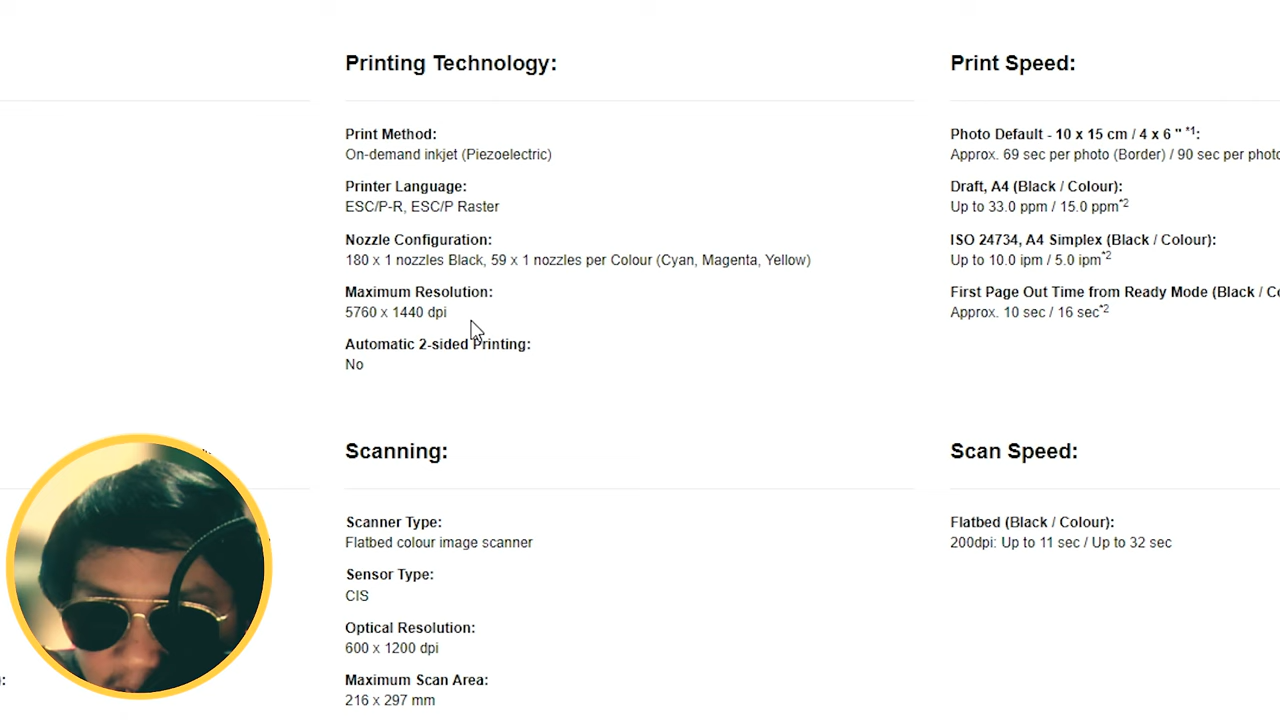 Printing Technology:
Print Method:
On-demand inkjet (Piezoelectric)
Printer Language:
ESC/P-R, ESC/P Raster
Nozzle Configuration:
180 x 1 nozzles Black, 59 x 1 nozzles per Colour (Cyan, Magenta, Yellow)
Maximum Resolution:
5760 x 1440 dpi
Automatic 2-sided Printing:
No
Print Speed:
Photo Default - 10 x 15 cm / 4 x 6 " *1:
Approx. 69 sec per photo (Border) / 90 sec per photo
Draft, A4 (Black / Colour):
Up to 33.0 ppm / 15.0 ppm*2
ISO 24734, A4 Simplex (Black / Colour):
Up to 10.0 ipm / 5.0 ipm*2
First Page Out Time from Ready Mode (Black /
Approx. 10 sec / 16 sec*2
Scanning:
Scanner Type:
Flatbed colour image scanner
Sensor Type:
CIS
Optical Resolution:
600 x 1200 dpi
Maximum Scan Area:
216 x 297 mm
Scan Speed:
Flatbed (Black / Colour):
200dpi: Up to 11 sec / Up to 32 sec